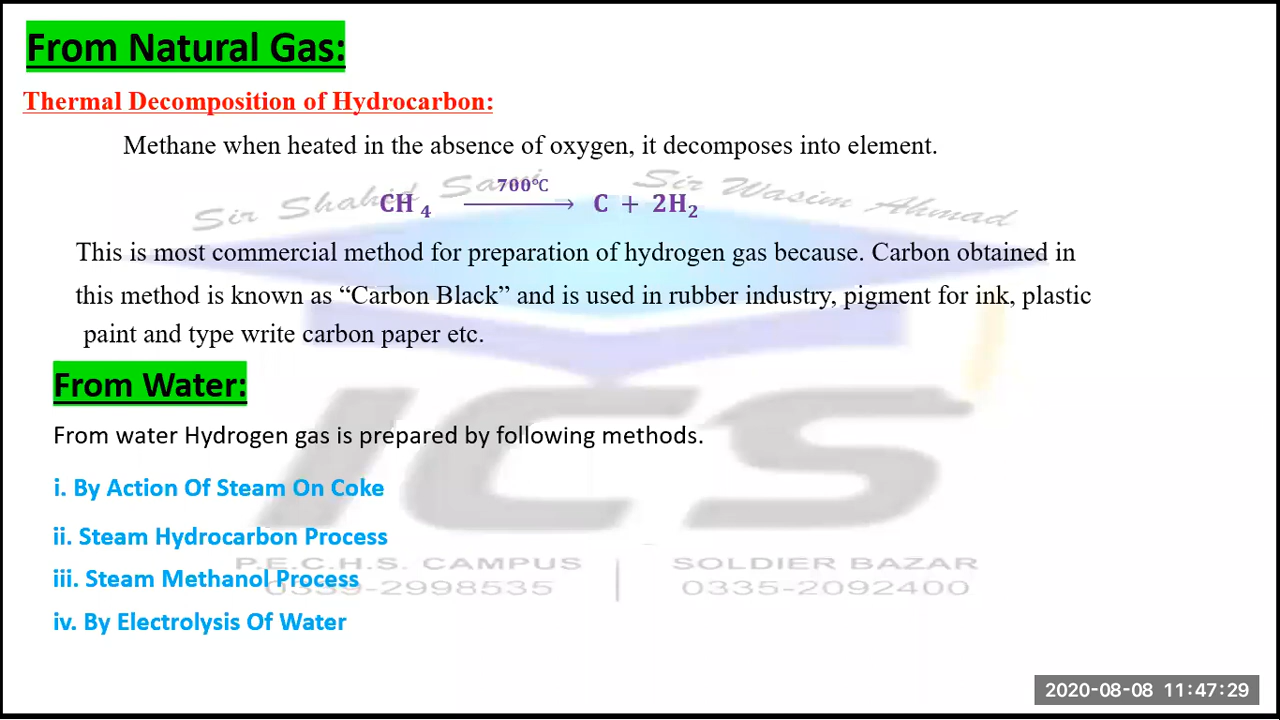 From Natural Gas:
Thermal Decomposition of Hydrocarbon:
Methane when heated in the absence of oxygen, it decomposes into element.
Sir Shahid Sami Sir Wasim Ahmad
700°C
CH₄ ⟶ C + 2H₂
This is most commercial method for preparation of hydrogen gas because. Carbon obtained in
this method is known as “Carbon Black” and is used in rubber industry, pigment for ink, plastic
paint and type write carbon paper etc.
From Water:
From water Hydrogen gas is prepared by following methods.
ICS
i. By Action Of Steam On Coke
ii. Steam Hydrocarbon Process
P.E.C.H.S. CAMPUS | SOLDIER BAZAR
iii. Steam Methanol Process
-2998535 0335-2092400
iv. By Electrolysis Of Water
2020-08-08 11:47:29